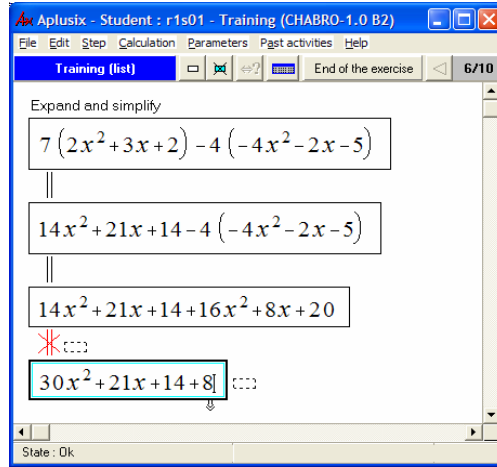 Aplusix - Student : r1s01 - Training (CHABRO-1.0 B2)
File Edit Step Calculation Parameters Past activities Help
Training (list) ⇔? End of the exercise 6/10
Expand and simplify
7(2x²+3x+2)-4(-4x²-2x-5)
||
14x²+21x+14-4(-4x²-2x-5)
||
14x²+21x+14+16x²+8x+20
30x²+21x+14+8
State : Ok